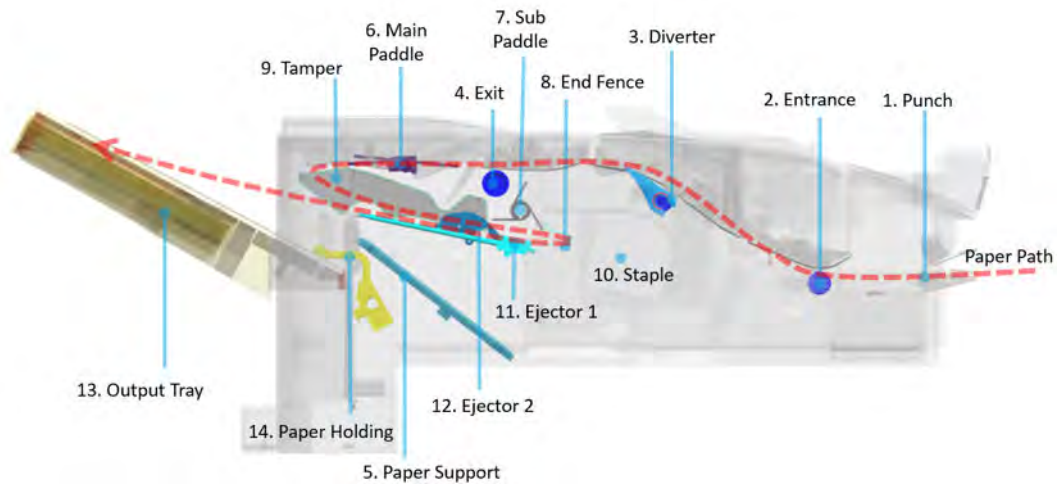 7. Sub
Paddle
6. Main
Paddle
3. Diverter
9. Tamper
8. End Fence
4. Exit
2. Entrance
1. Punch
Paper Path
10. Staple
11. Ejector 1
13. Output Tray
12. Ejector 2
14. Paper Holding
5. Paper Support